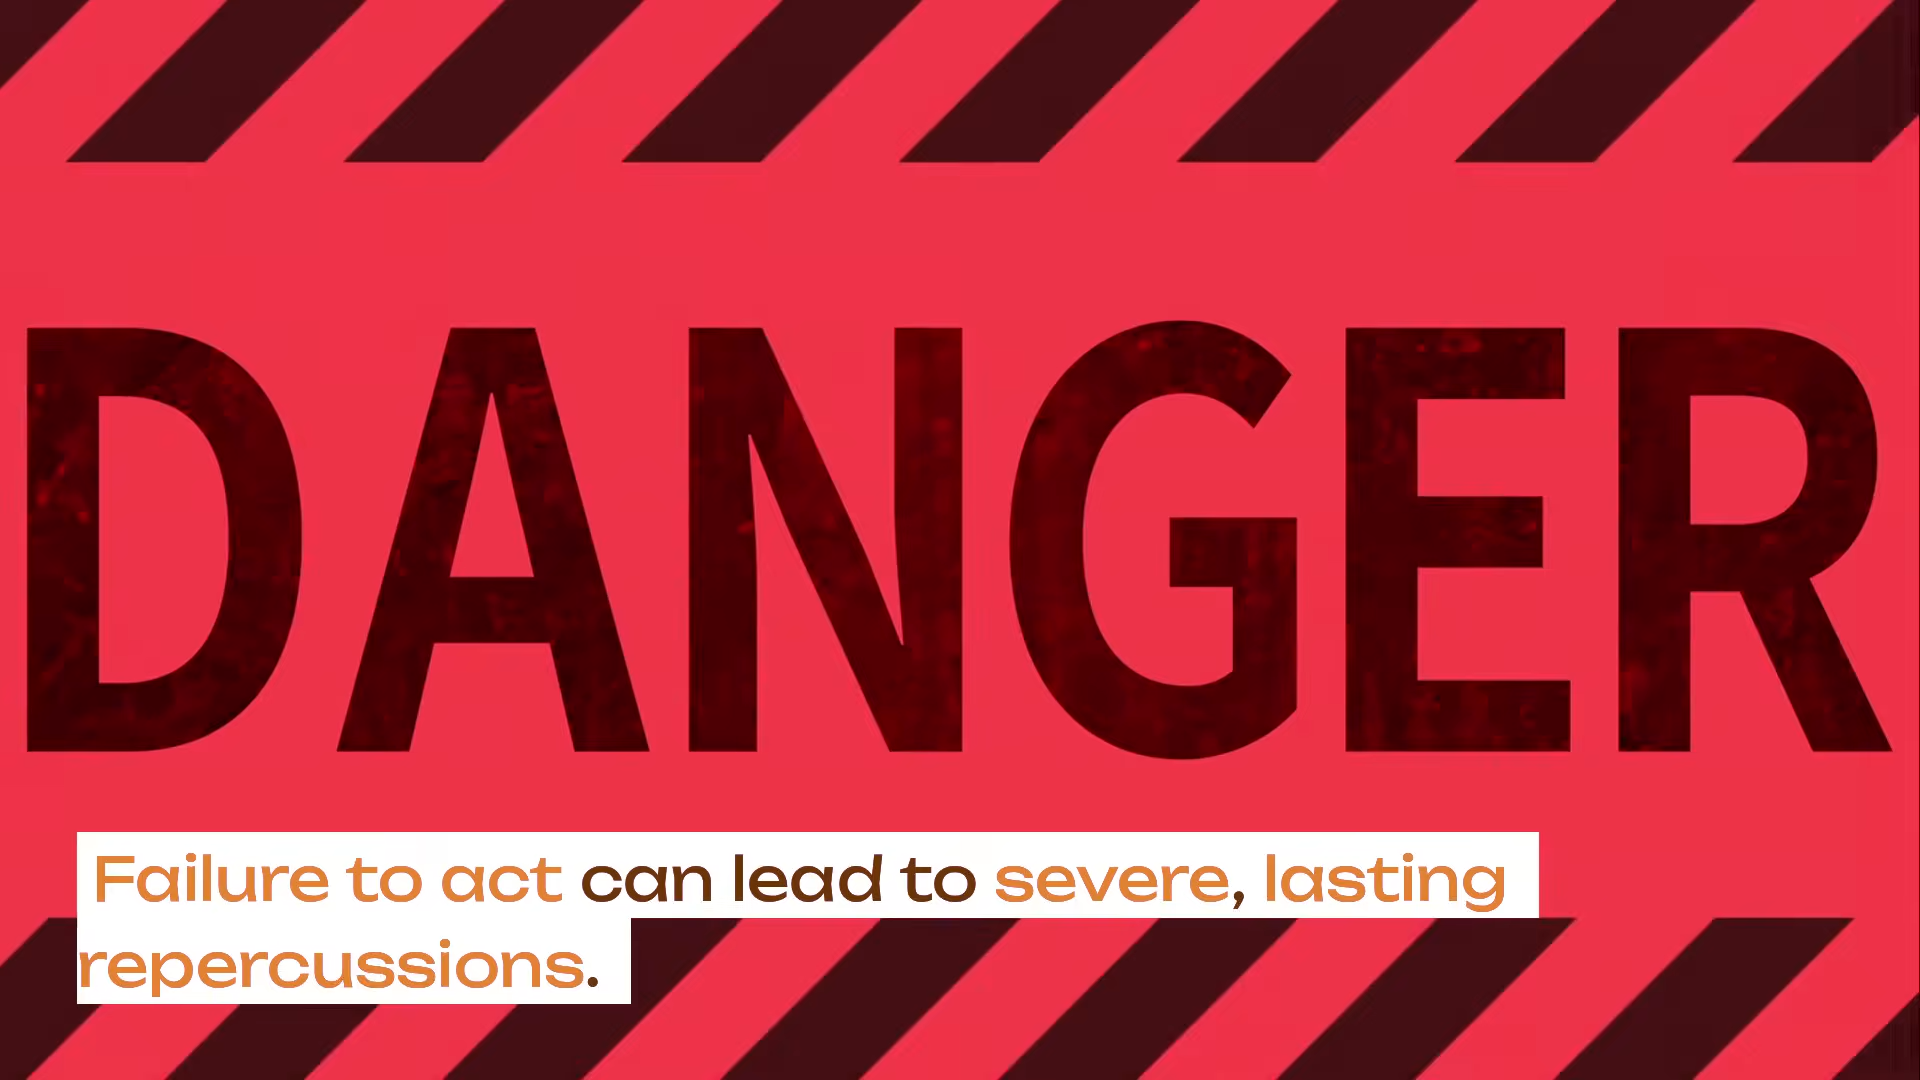 DANGER
Failure to act can lead to severe, lasting
repercussions.